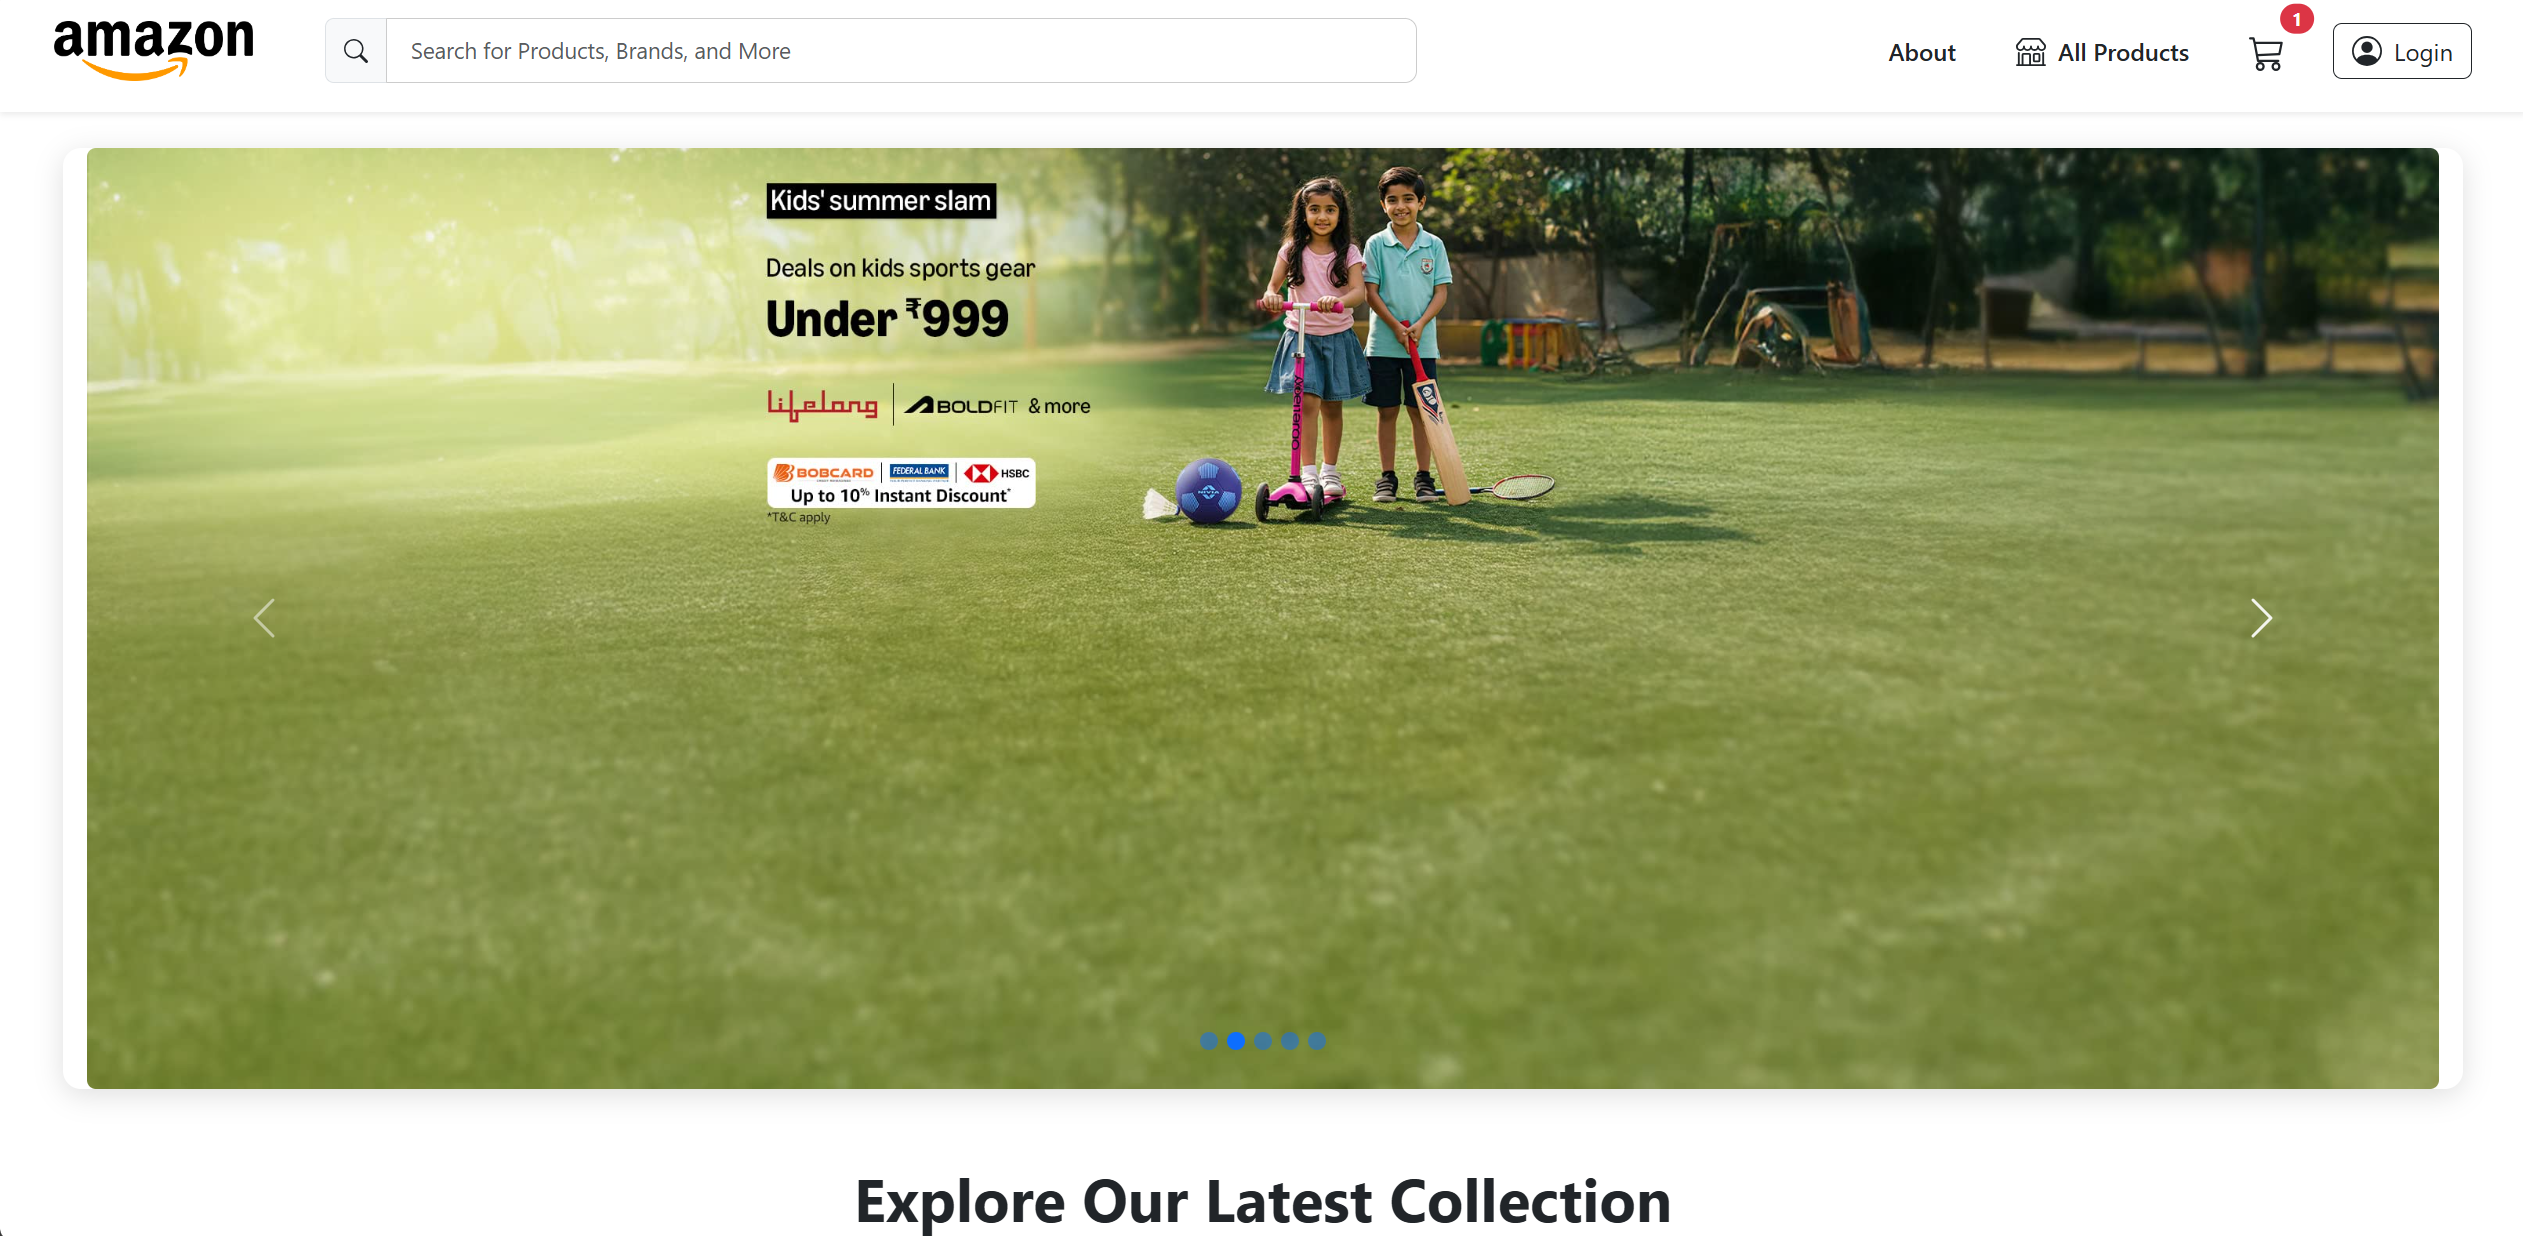 amazon
Search for Products, Brands, and More
About
All Products
1
Login
Kids' summer slam
Deals on kids sports gear
Under ₹999
lifelong | BOLDFIT & more
BOBCARD | FEDERAL BANK | HSBC
Up to 10% Instant Discount*
*T&C apply
NIVIA
Explore Our Latest Collection